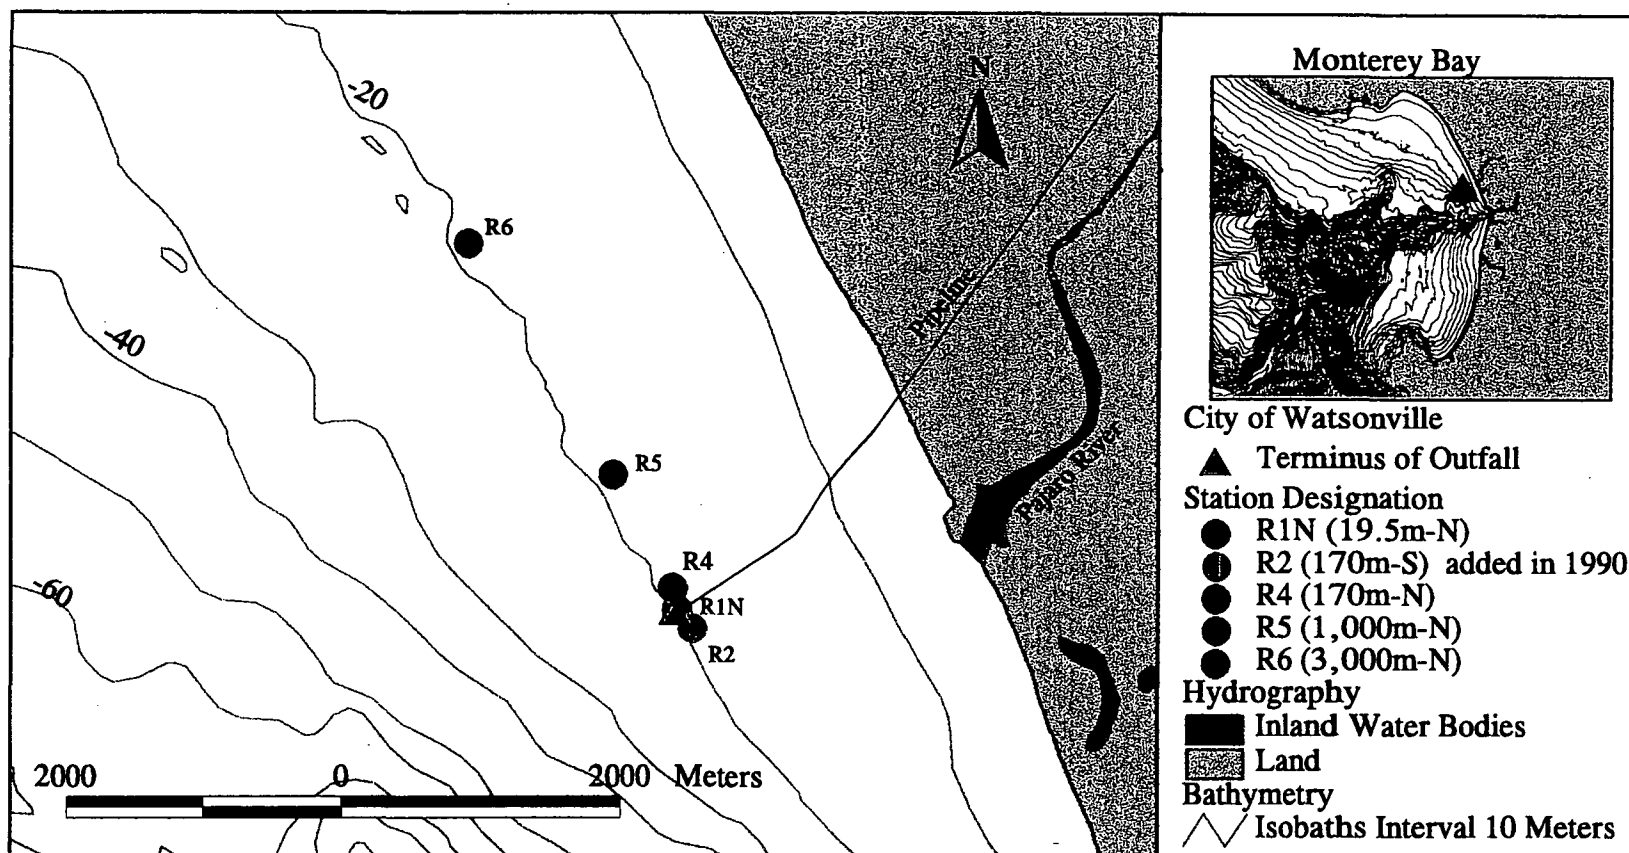 N
-20
R6
Pipeline
-40
R5
Pajaro River
R4
-60
R1N
R2
2000 0 2000 Meters
Monterey Bay
City of Watsonville
Terminus of Outfall
Station Designation
R1N (19.5m-N)
R2 (170m-S) added in 1990
R4 (170m-N)
R5 (1,000m-N)
R6 (3,000m-N)
Hydrography
Inland Water Bodies
Land
Bathymetry
Isobaths Interval 10 Meters